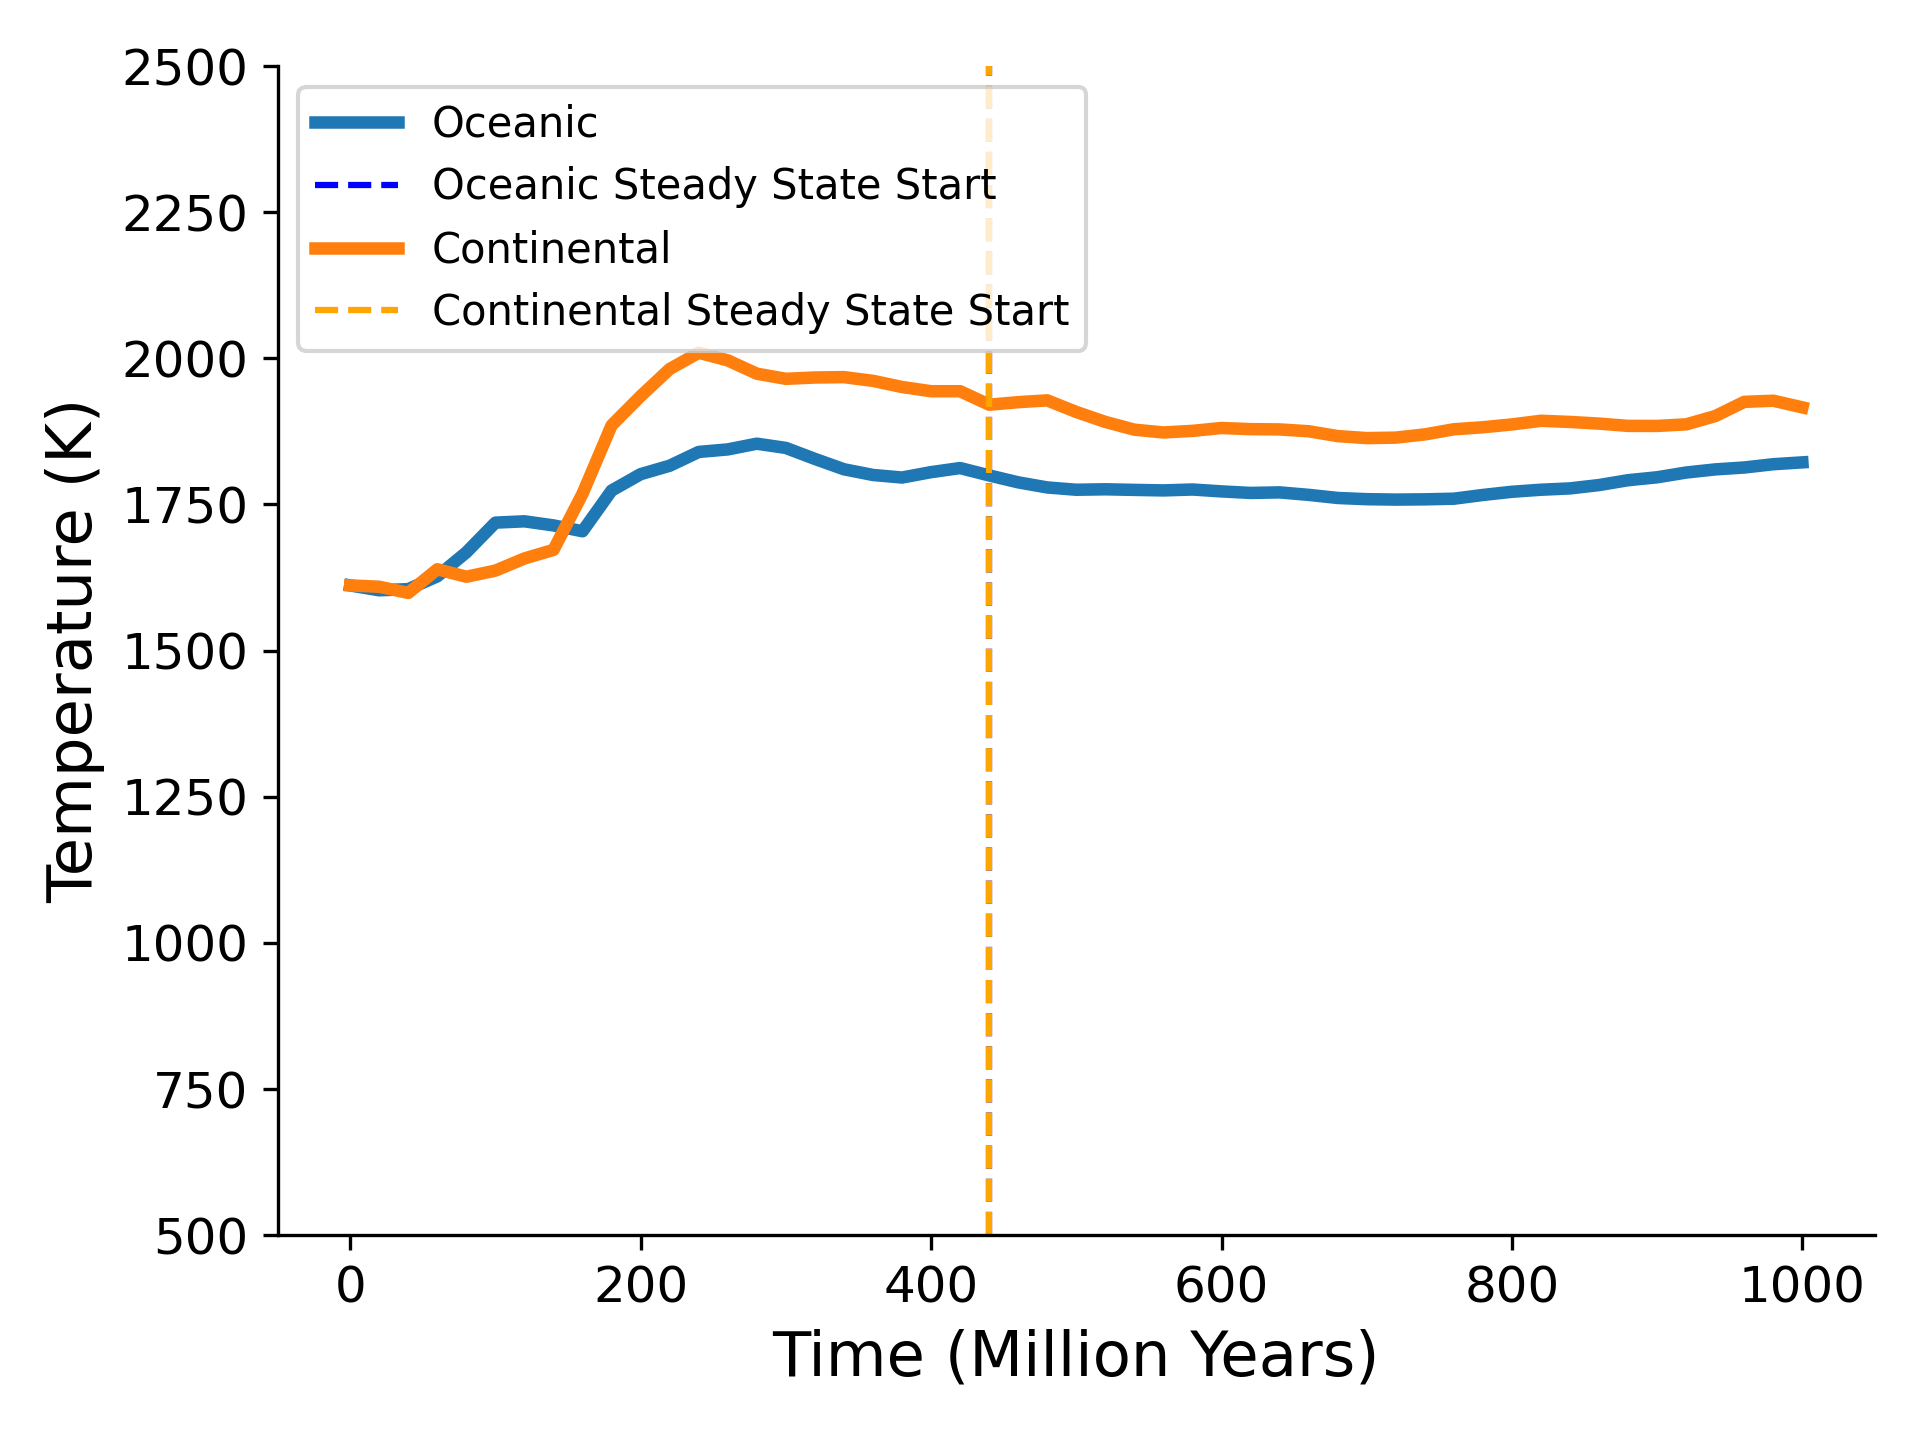 2500
2250
2000
1750
1500
1250
1000
750
500
Temperature (K)
Oceanic
Oceanic Steady State Start
Continental
Continental Steady State Start
0 200 400 600 800 1000
Time (Million Years)